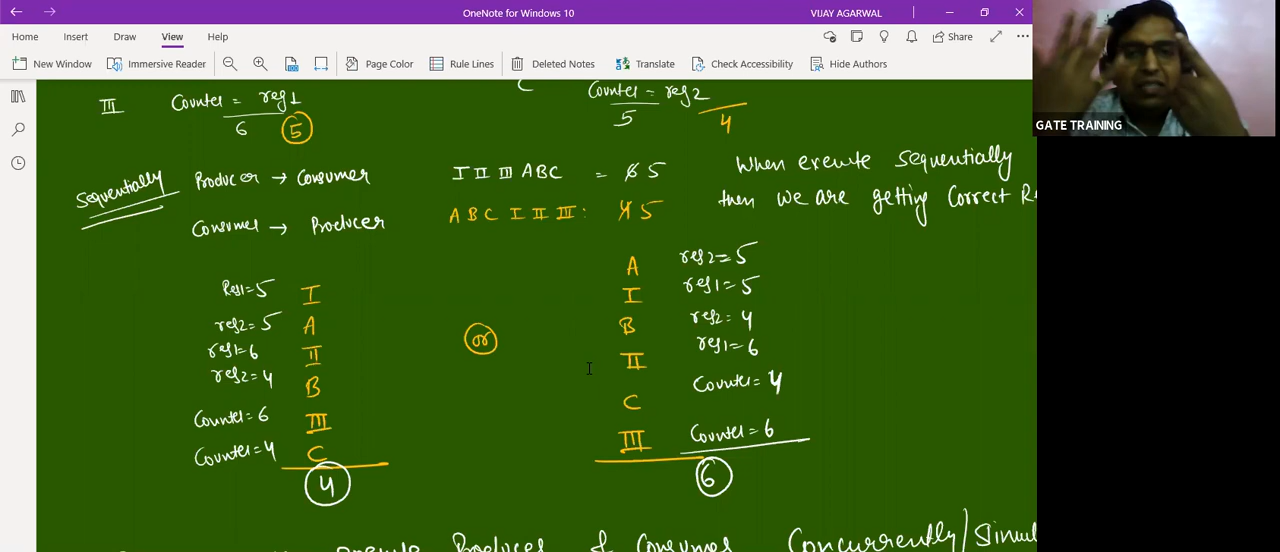 OneNote for Windows 10
VIJAY AGARWAL
Home Insert Draw View Help
Share
New Window Immersive Reader Page Color Rule Lines Deleted Notes Translate Check Accessibility Hide Authors
GATE TRAINING
III Counter = reg1
6 5
C Counter = reg2
5 4
Sequentially
Producer → Consumer
I II III A B C = 6 5
Consumer → Producer
A B C I II III : 4 5
When execute sequentially
then we are getting Correct R
Reg1=5 I
reg2=5 A
reg1=6 II
reg2=4 B
Counter=6 III
Counter=4 C
4
or
A reg2=5
I reg1=5
B reg2=4
II reg1=6
C Counter=4
III Counter=6
6
Producer & Consumer Concurrently/Simul